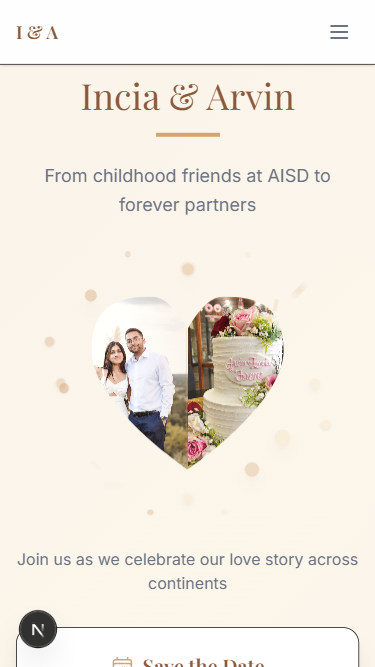 I & A
Incia & Arvin
From childhood friends at AISD to
forever partners
Join us as we celebrate our love story across
continents
N
Save the Date